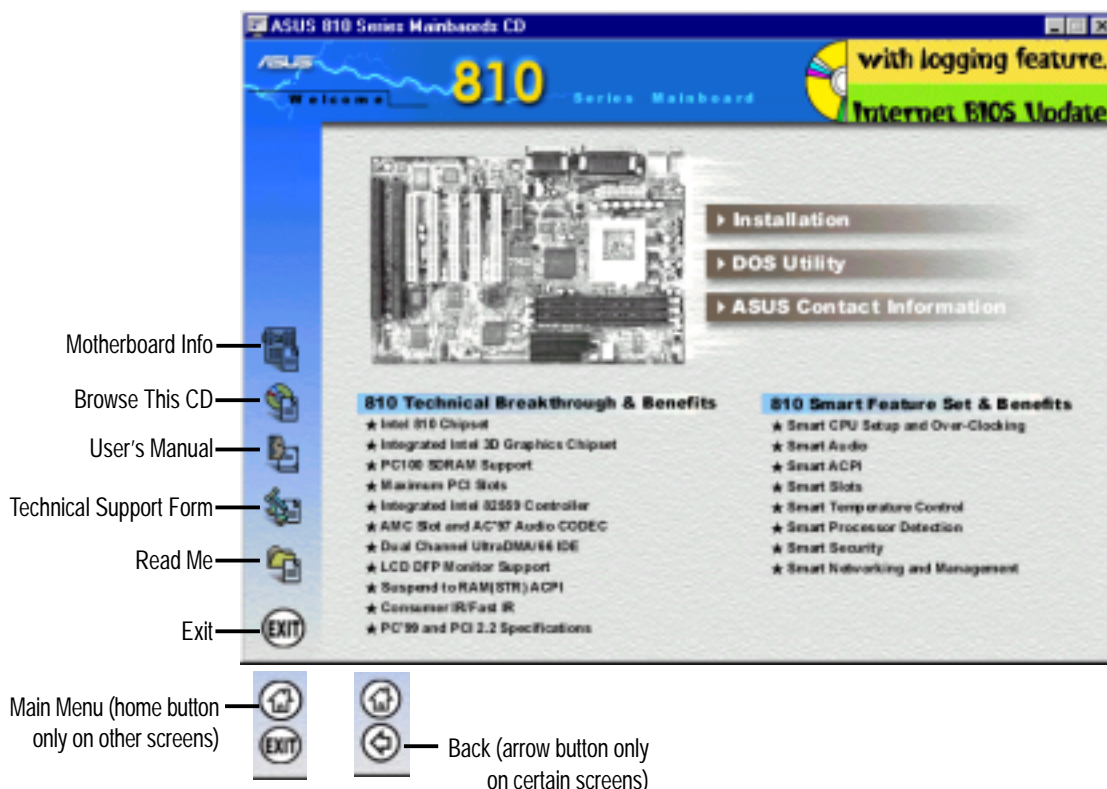 ASUS 810 Series Mainbaords CD
ASUS
Welcome
810
Series Mainboard
with logging feature.
Internet BIOS Update
Installation
DOS Utility
ASUS Contact Information
Motherboard Info
Browse This CD
User's Manual
Technical Support Form
Read Me
Exit
EXIT
810 Technical Breakthrough & Benefits
★ Intel 810 Chipset
★ Integrated Intel 3D Graphics Chipset
★ PC100 SDRAM Support
★ Maximum PCI Slots
★ Integrated Intel 82559 Controller
★ AMC Slot and AC'97 Audio CODEC
★ Dual Channel UltraDMA/66 IDE
★ LCD DFP Monitor Support
★ Suspend to RAM(STR) ACPI
★ Consumer IR/Fast IR
★ PC'99 and PCI 2.2 Specifications
810 Smart Feature Set & Benefits
★ Smart CPU Setup and Over-Clocking
★ Smart Audio
★ Smart ACPI
★ Smart Slots
★ Smart Temperature Control
★ Smart Processor Detection
★ Smart Security
★ Smart Networking and Management
Main Menu (home button
only on other screens)
EXIT
Back (arrow button only
on certain screens)